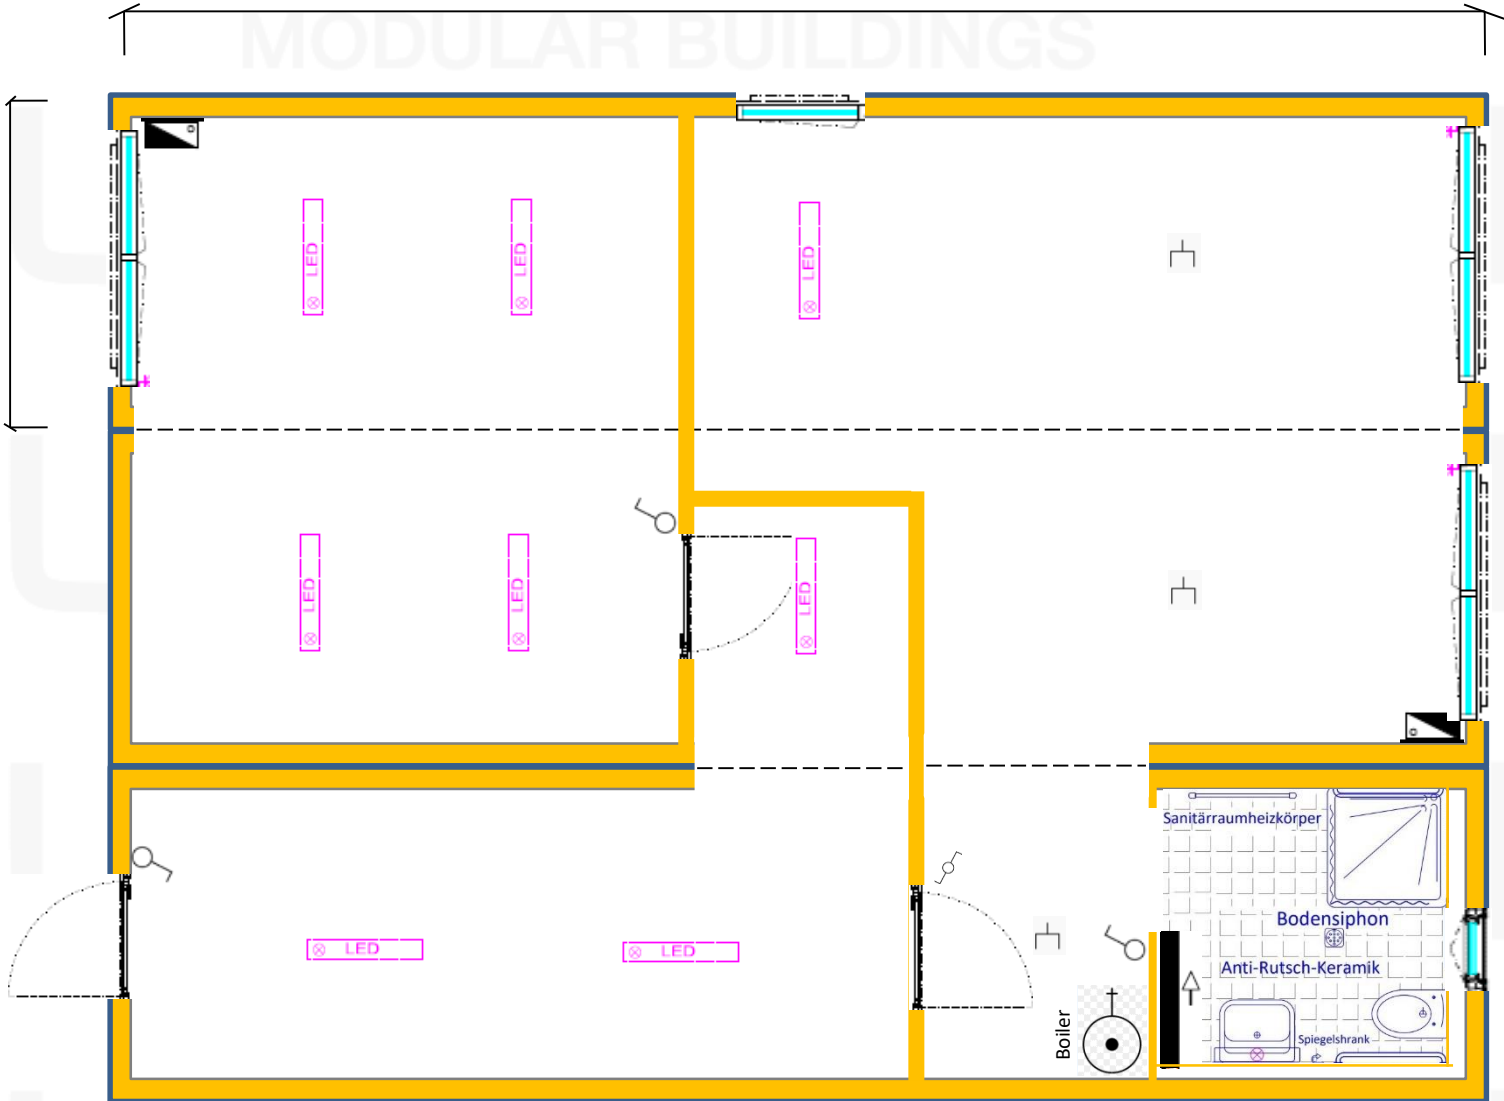 MODULAR BUILDINGS
LED
LED
LED
LED
LED
LED
Sanitärraumheizkörper
Bodensiphon
LED
LED
Anti-Rutsch-Keramik
Boiler
Spiegelshrank